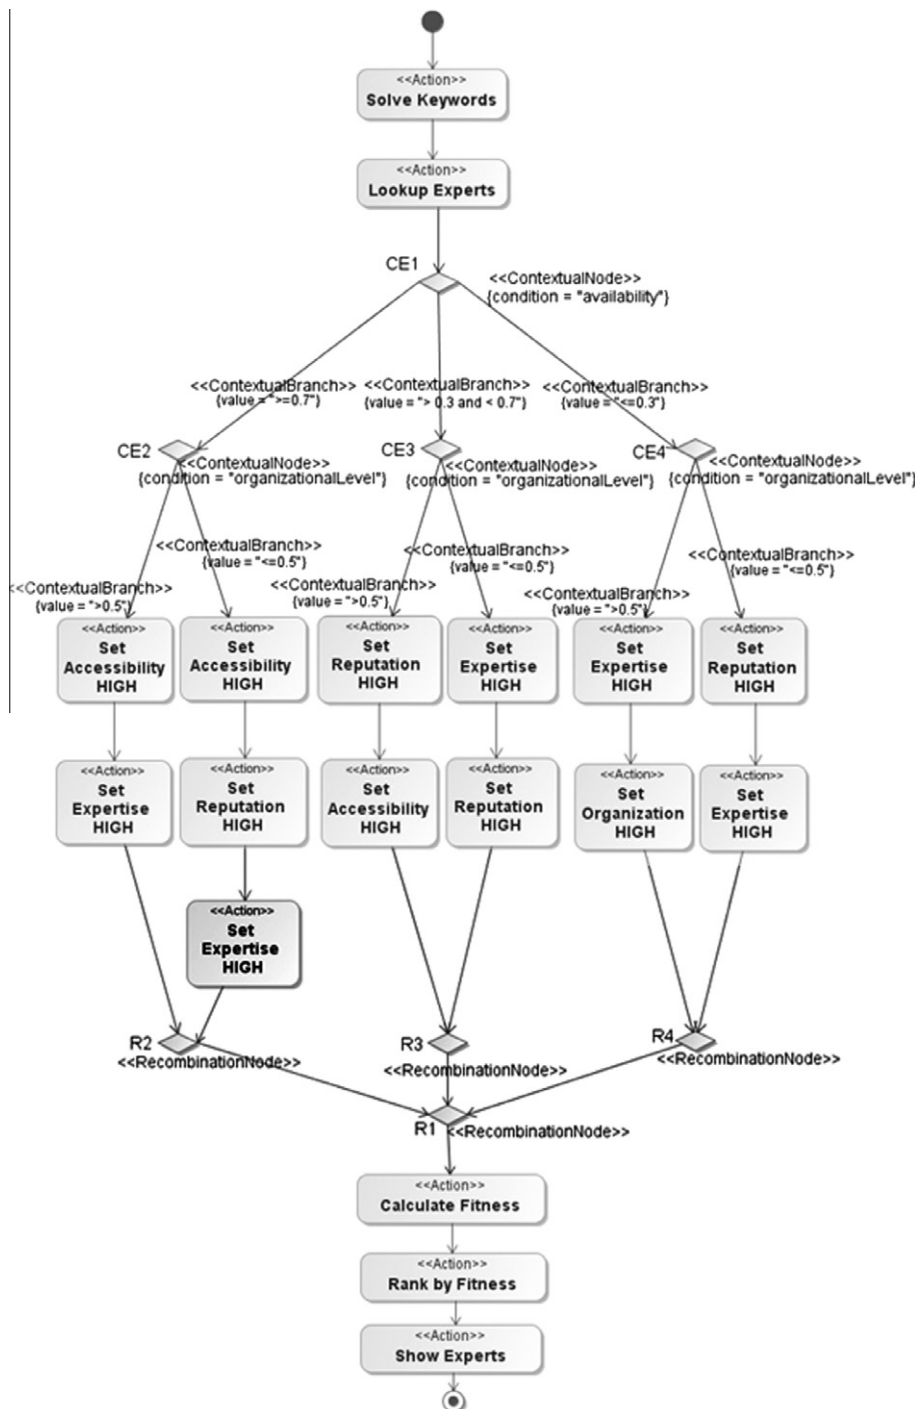 <<Action>>
Solve Keywords
<<Action>>
Lookup Experts
CE1
<<ContextualNode>>
{condition = "availability"}
<<ContextualBranch>>
{value = ">=0.7"}
<<ContextualBranch>>
{value = "> 0.3 and < 0.7"}
<<ContextualBranch>>
{value = "<=0.3"}
CE2
<<ContextualNode>>
{condition = "organizationalLevel"}
CE3
<<ContextualNode>>
{condition = "organizationalLevel"}
CE4
<<ContextualNode>>
{condition = "organizationalLevel"}
<<ContextualBranch>>
{value = ">0.5"}
<<ContextualBranch>>
{value = "<=0.5"}
<<ContextualBranch>>
{value = ">0.5"}
<<ContextualBranch>>
{value = "<=0.5"}
<<ContextualBranch>>
{value = ">0.5"}
<<ContextualBranch>>
{value = "<=0.5"}
<<Action>>
Set
Accessibility
HIGH
<<Action>>
Set
Accessibility
HIGH
<<Action>>
Set
Reputation
HIGH
<<Action>>
Set
Expertise
HIGH
<<Action>>
Set
Expertise
HIGH
<<Action>>
Set
Reputation
HIGH
<<Action>>
Set
Expertise
HIGH
<<Action>>
Set
Reputation
HIGH
<<Action>>
Set
Accessibility
HIGH
<<Action>>
Set
Reputation
HIGH
<<Action>>
Set
Organization
HIGH
<<Action>>
Set
Expertise
HIGH
<<Action>>
Set
Expertise
HIGH
R2
<<RecombinationNode>>
R3
<<RecombinationNode>>
R4
<<RecombinationNode>>
R1
<<RecombinationNode>>
<<Action>>
Calculate Fitness
<<Action>>
Rank by Fitness
<<Action>>
Show Experts